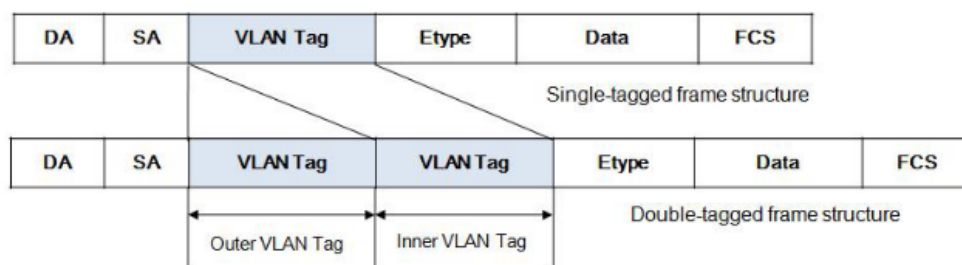 DA SA VLAN Tag Etype Data FCS
Single-tagged frame structure
DA SA VLAN Tag VLAN Tag Etype Data FCS
Double-tagged frame structure
Outer VLAN Tag Inner VLAN Tag